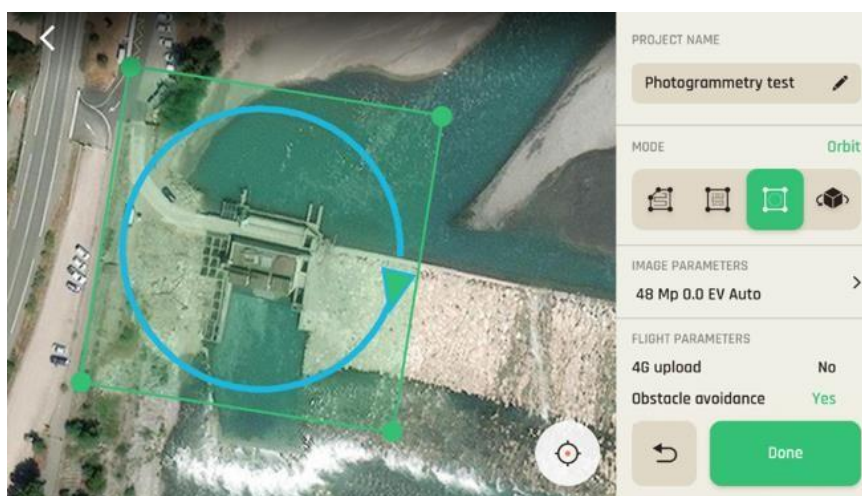 PROJECT NAME
Photogrammetry test
MODE
Orbit
IMAGE PARAMETERS
48 Mp 0.0 EV Auto
FLIGHT PARAMETERS
4G upload
No
Obstacle avoidance
Yes
Done